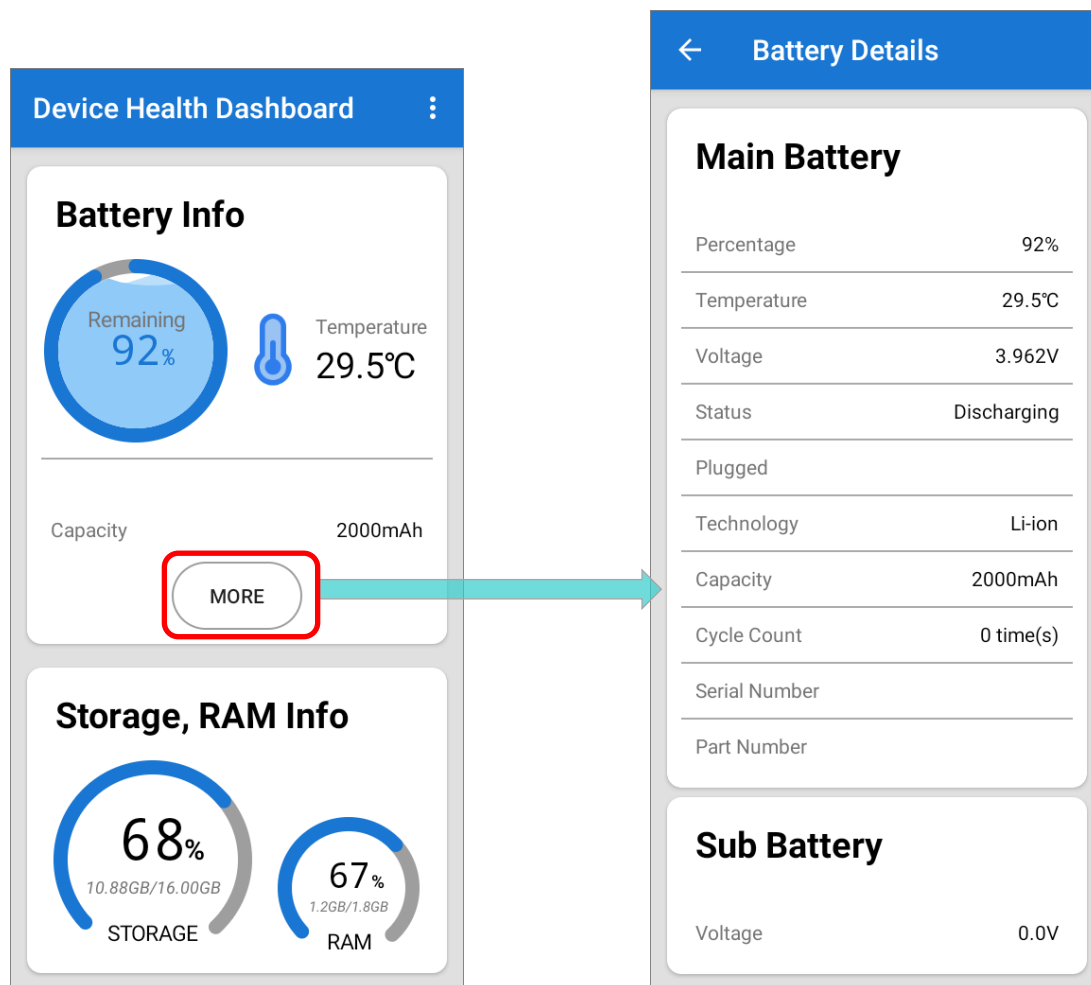 Device Health Dashboard
Battery Info
Remaining
92%
Temperature
29.5℃
Capacity 2000mAh
MORE
Storage, RAM Info
68%
10.88GB/16.00GB
STORAGE
67%
1.2GB/1.8GB
RAM
Battery Details
Main Battery
Percentage 92%
Temperature 29.5℃
Voltage 3.962V
Status Discharging
Plugged
Technology Li-ion
Capacity 2000mAh
Cycle Count 0 time(s)
Serial Number
Part Number
Sub Battery
Voltage 0.0V